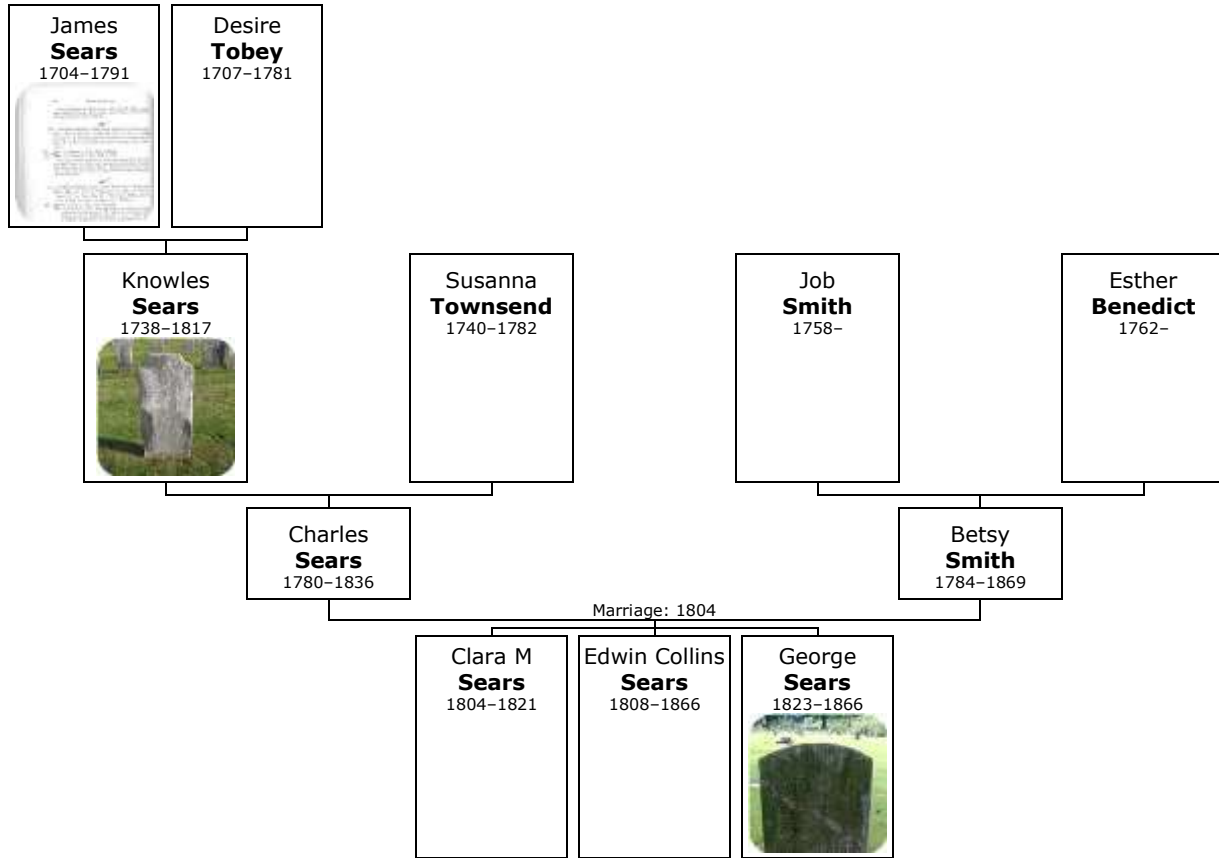 James
Sears
1704–1791
Desire
Tobey
1707–1781
Knowles
Sears
1738–1817
Susanna
Townsend
1740–1782
Job
Smith
1758–
Esther
Benedict
1762–
Charles
Sears
1780–1836
Betsy
Smith
1784–1869
Marriage: 1804
Clara M
Sears
1804–1821
Edwin Collins
Sears
1808–1866
George
Sears
1823–1866